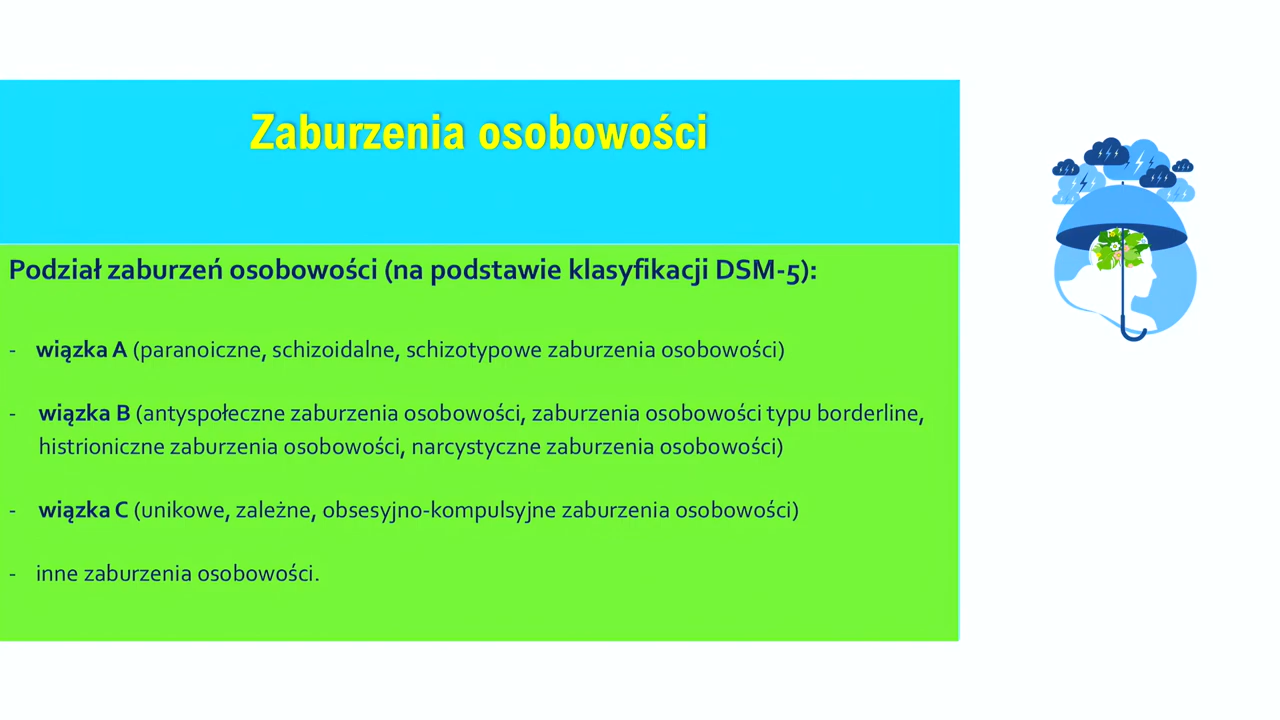 Zaburzenia osobowości
Podział zaburzeń osobowości (na podstawie klasyfikacji DSM-5):
- wiązka A (paranoiczne, schizoidalne, schizotypowe zaburzenia osobowości)
- wiązka B (antyspołeczne zaburzenia osobowości, zaburzenia osobowości typu borderline,
histrioniczne zaburzenia osobowości, narcystyczne zaburzenia osobowości)
- wiązka C (unikowe, zależne, obsesyjno-kompulsyjne zaburzenia osobowości)
- inne zaburzenia osobowości.